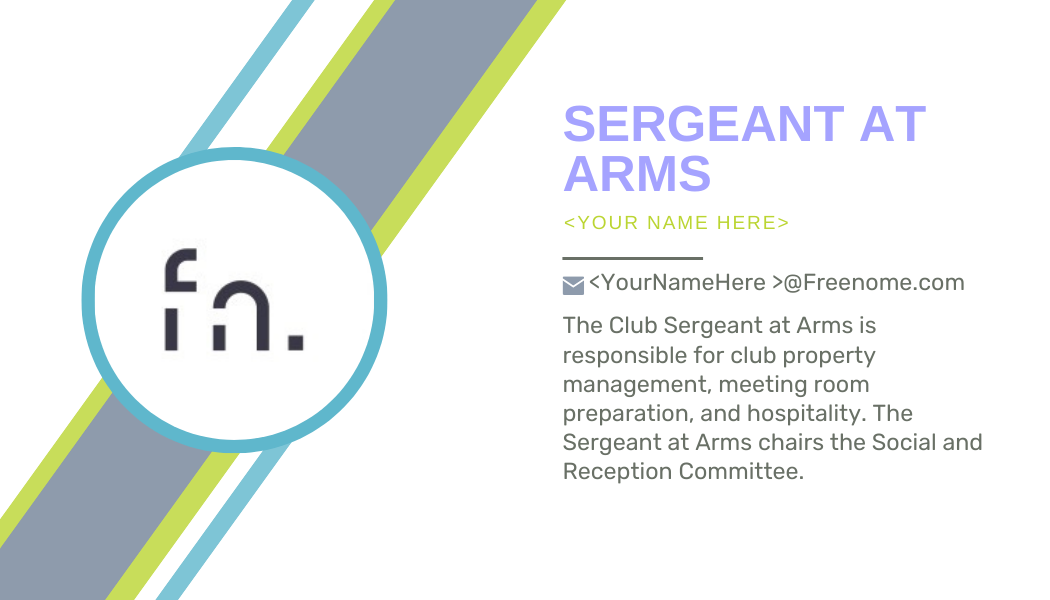 fn.
SERGEANT AT
ARMS
<YOUR NAME HERE>
<YourNameHere >@Freenome.com
The Club Sergeant at Arms is
responsible for club property
management, meeting room
preparation, and hospitality. The
Sergeant at Arms chairs the Social and
Reception Committee.